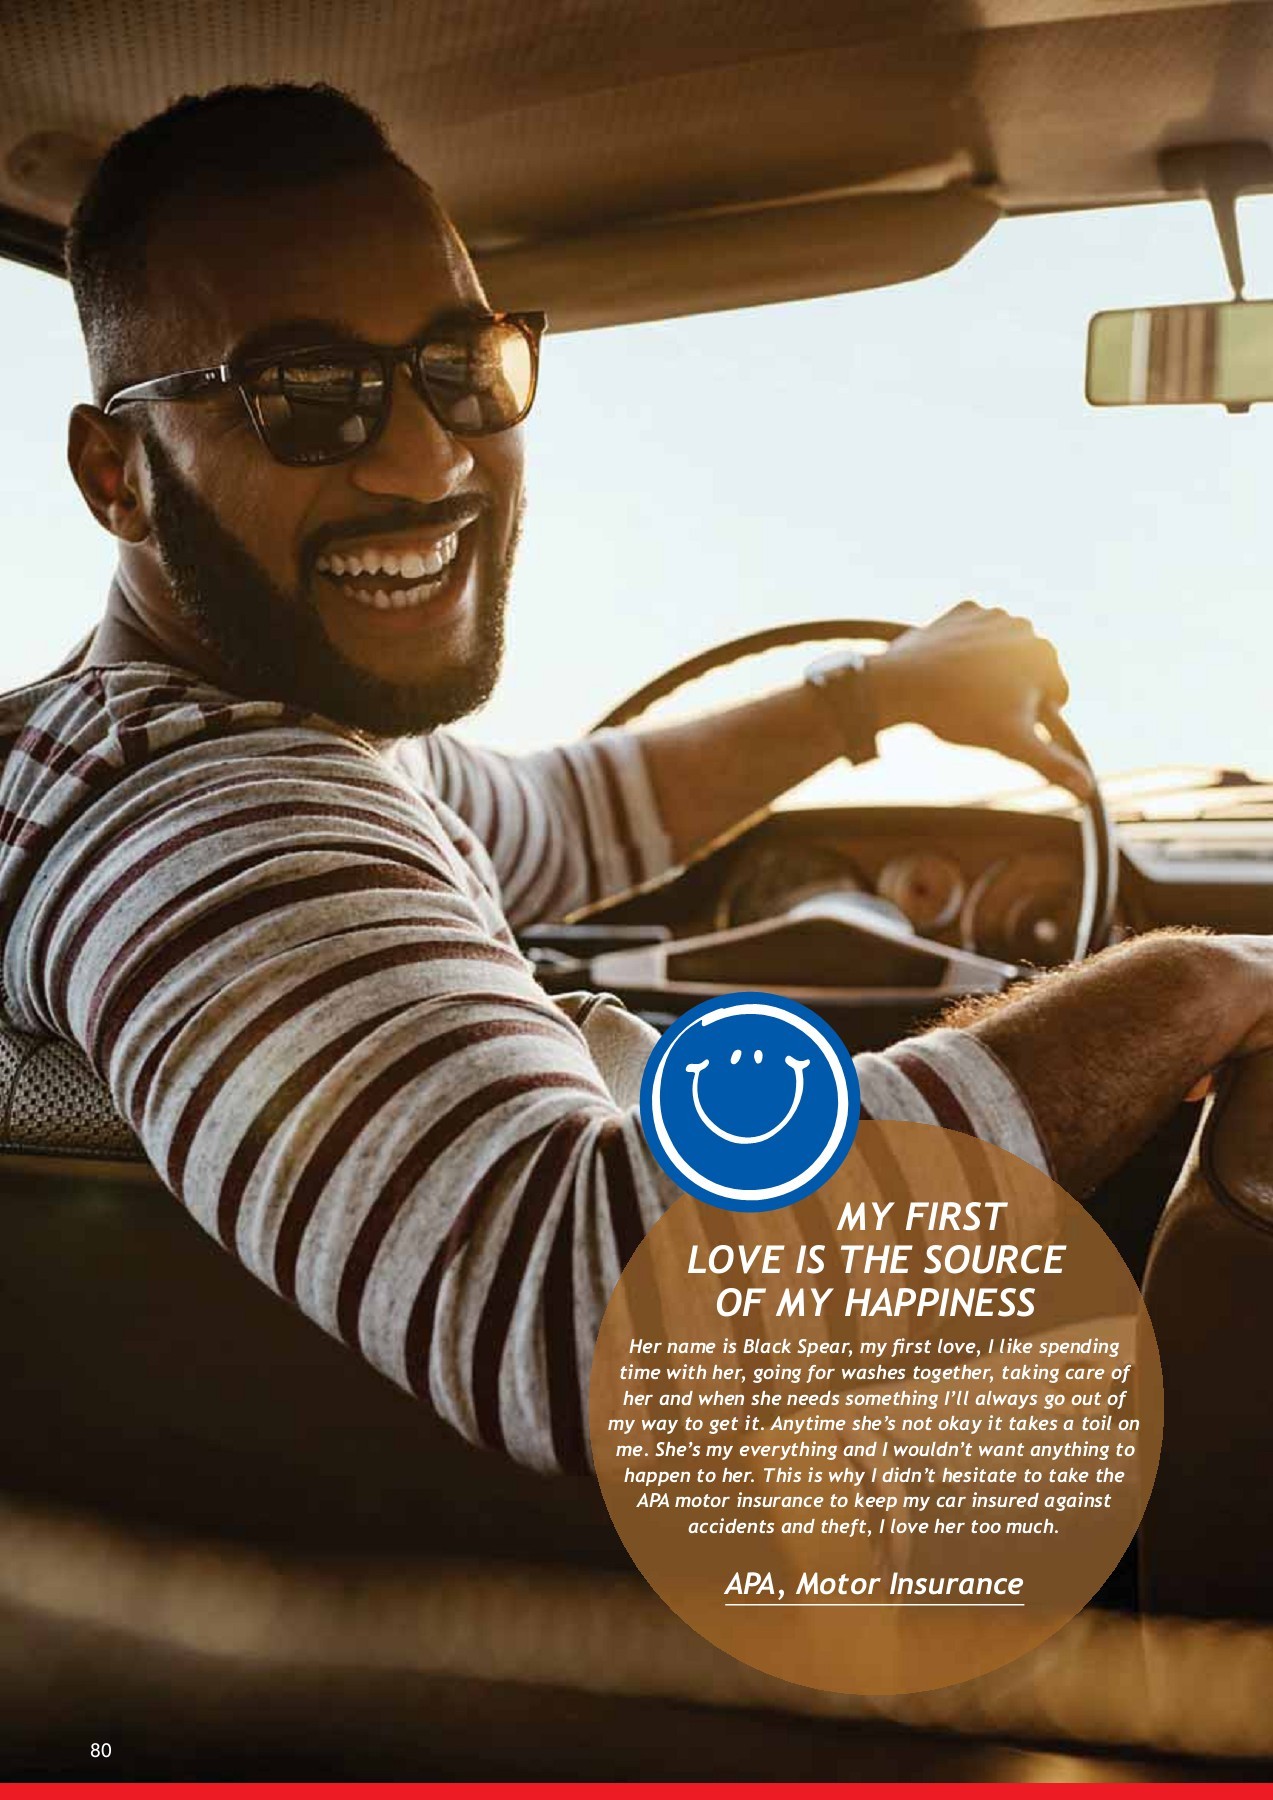 MY FIRST
LOVE IS THE SOURCE
OF MY HAPPINESS
Her name is Black Spear, my first love, I like spending
time with her, going for washes together, taking care of
her and when she needs something I’ll always go out of
my way to get it. Anytime she’s not okay it takes a toil on
me. She’s my everything and I wouldn’t want anything to
happen to her. This is why I didn’t hesitate to take the
APA motor insurance to keep my car insured against
accidents and theft, I love her too much.
APA, Motor Insurance
80